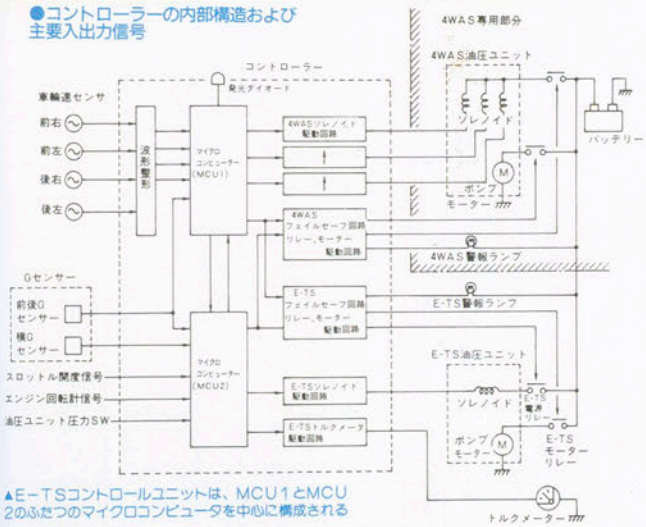 ●コントローラーの内部構造および
主要入出力信号
4WAS専用部分
コントローラー
4WAS油圧ユニット
発光ダイオード
車輪速センサ
前右
前左
後右
後左
波形整形
マイクロ
コンピューター
(MCU1)
4WASソレノイド
駆動回路
↑
↑
ソレノイド
バッテリー
M
ポンプ
モーター
4WAS
フェイルセーフ回路
リレー、モーター
駆動回路
4WAS警報ランプ
Gセンサー
前後G
センサー
横G
センサー
E-TS
フェイルセーフ回路
リレー、モーター
駆動回路
E-TS警報ランプ
E-TS油圧ユニット
マイクロ
コンピューター
(MCU2)
スロットル開度信号
エンジン回転計信号
油圧ユニット圧力SW
E-TSソレノイド
駆動回路
ソレノイド
E-TS
電源
リレー
E-TSトルクメータ
駆動回路
ポンプ
モーター
M
E-TS
モーター
リレー
トルクメーター
▲E-TSコントロールユニットは、MCU1とMCU
2のふたつのマイクロコンピュータを中心に構成される